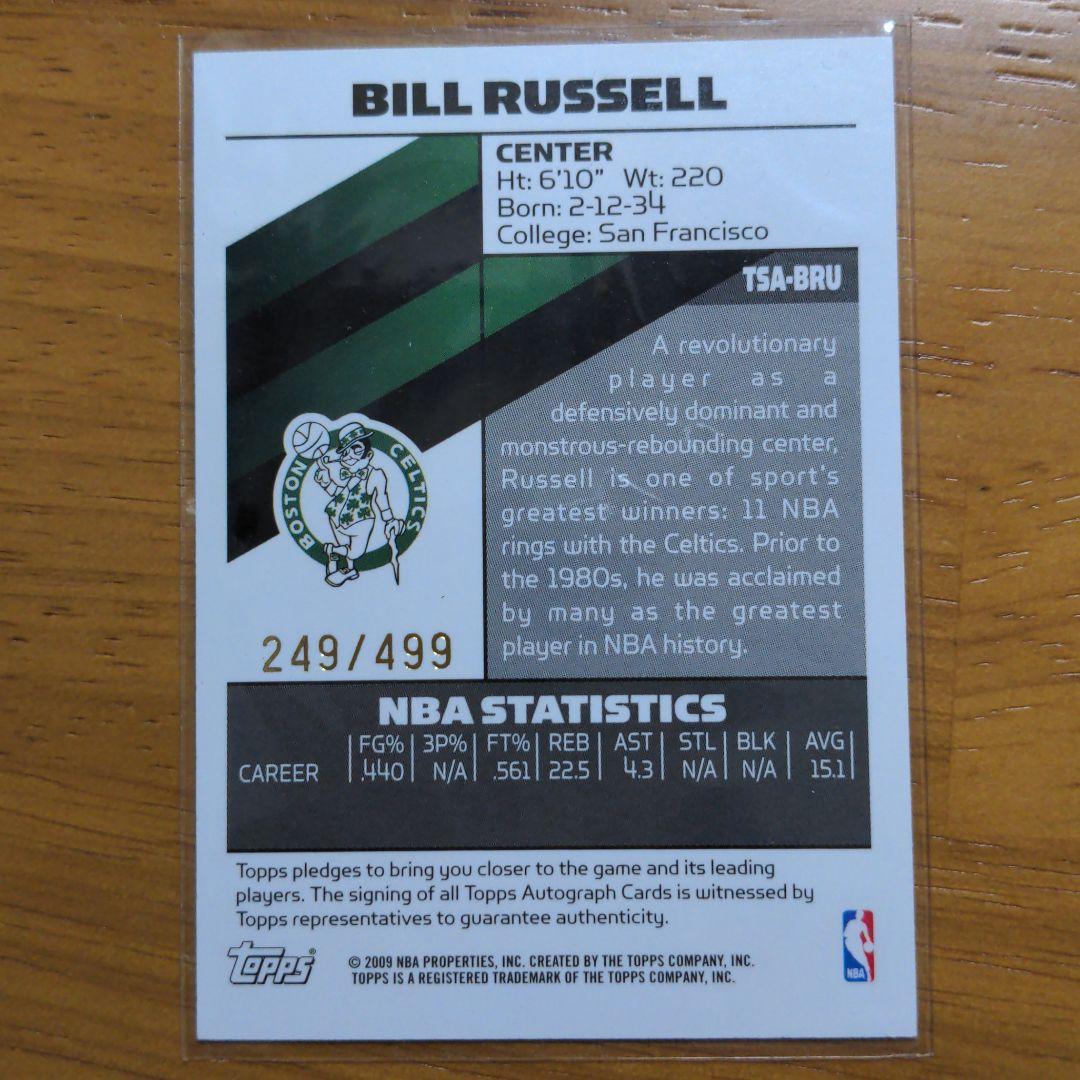 BILL RUSSELL
CENTER
Ht: 6'10" Wt: 220
Born: 2-12-34
College: San Francisco
TSA-BRU
A revolutionary
player as a
defensively dominant and
monstrous-rebounding center,
Russell is one of sport's
greatest winners: 11 NBA
rings with the Celtics. Prior to
the 1980s, he was acclaimed
by many as the greatest
player in NBA history.
BOSTON CELTICS
249/499
NBA STATISTICS
FG% 3P% FT% REB AST STL BLK AVG
CAREER .440 N/A .561 22.5 4.3 N/A N/A 15.1
Topps pledges to bring you closer to the game and its leading
players. The signing of all Topps Autograph Cards is witnessed by
Topps representatives to guarantee authenticity.
Topps®
© 2009 NBA PROPERTIES, INC. CREATED BY THE TOPPS COMPANY, INC.
TOPPS IS A REGISTERED TRADEMARK OF THE TOPPS COMPANY, INC.
NBA